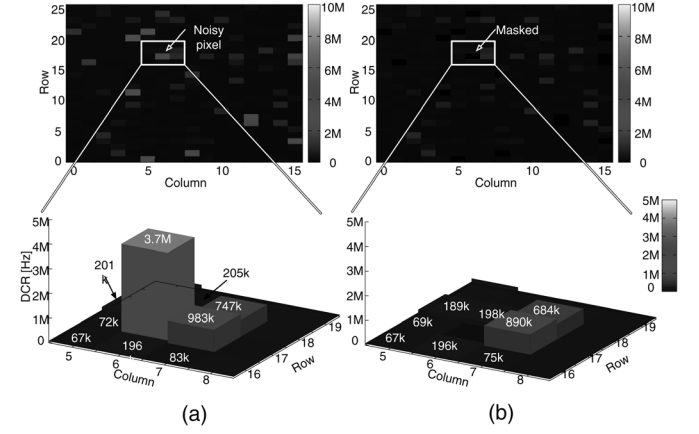 25
20
15
10
5
0
Row
0
5
10
15
Column
Noisy
pixel
10M
8M
6M
4M
2M
0
25
20
15
10
5
0
Row
0
5
10
15
Column
Masked
10M
8M
6M
4M
2M
0
5M
4M
3M
2M
1M
0
DCR [Hz]
3.7M
201
k
205k
747k
983k
72k
67k
196
83k
5
6
7
8
Column
16
17
18
19
Row
(a)
5M
4M
3M
2M
1M
0
189k
198k
684k
890k
69k
67k
196k
75k
5
6
7
8
Column
16
17
18
19
Row
5M
4M
3M
2M
1M
0
(b)